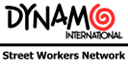 DYNAMO
INTERNATIONAL
Street Workers Network